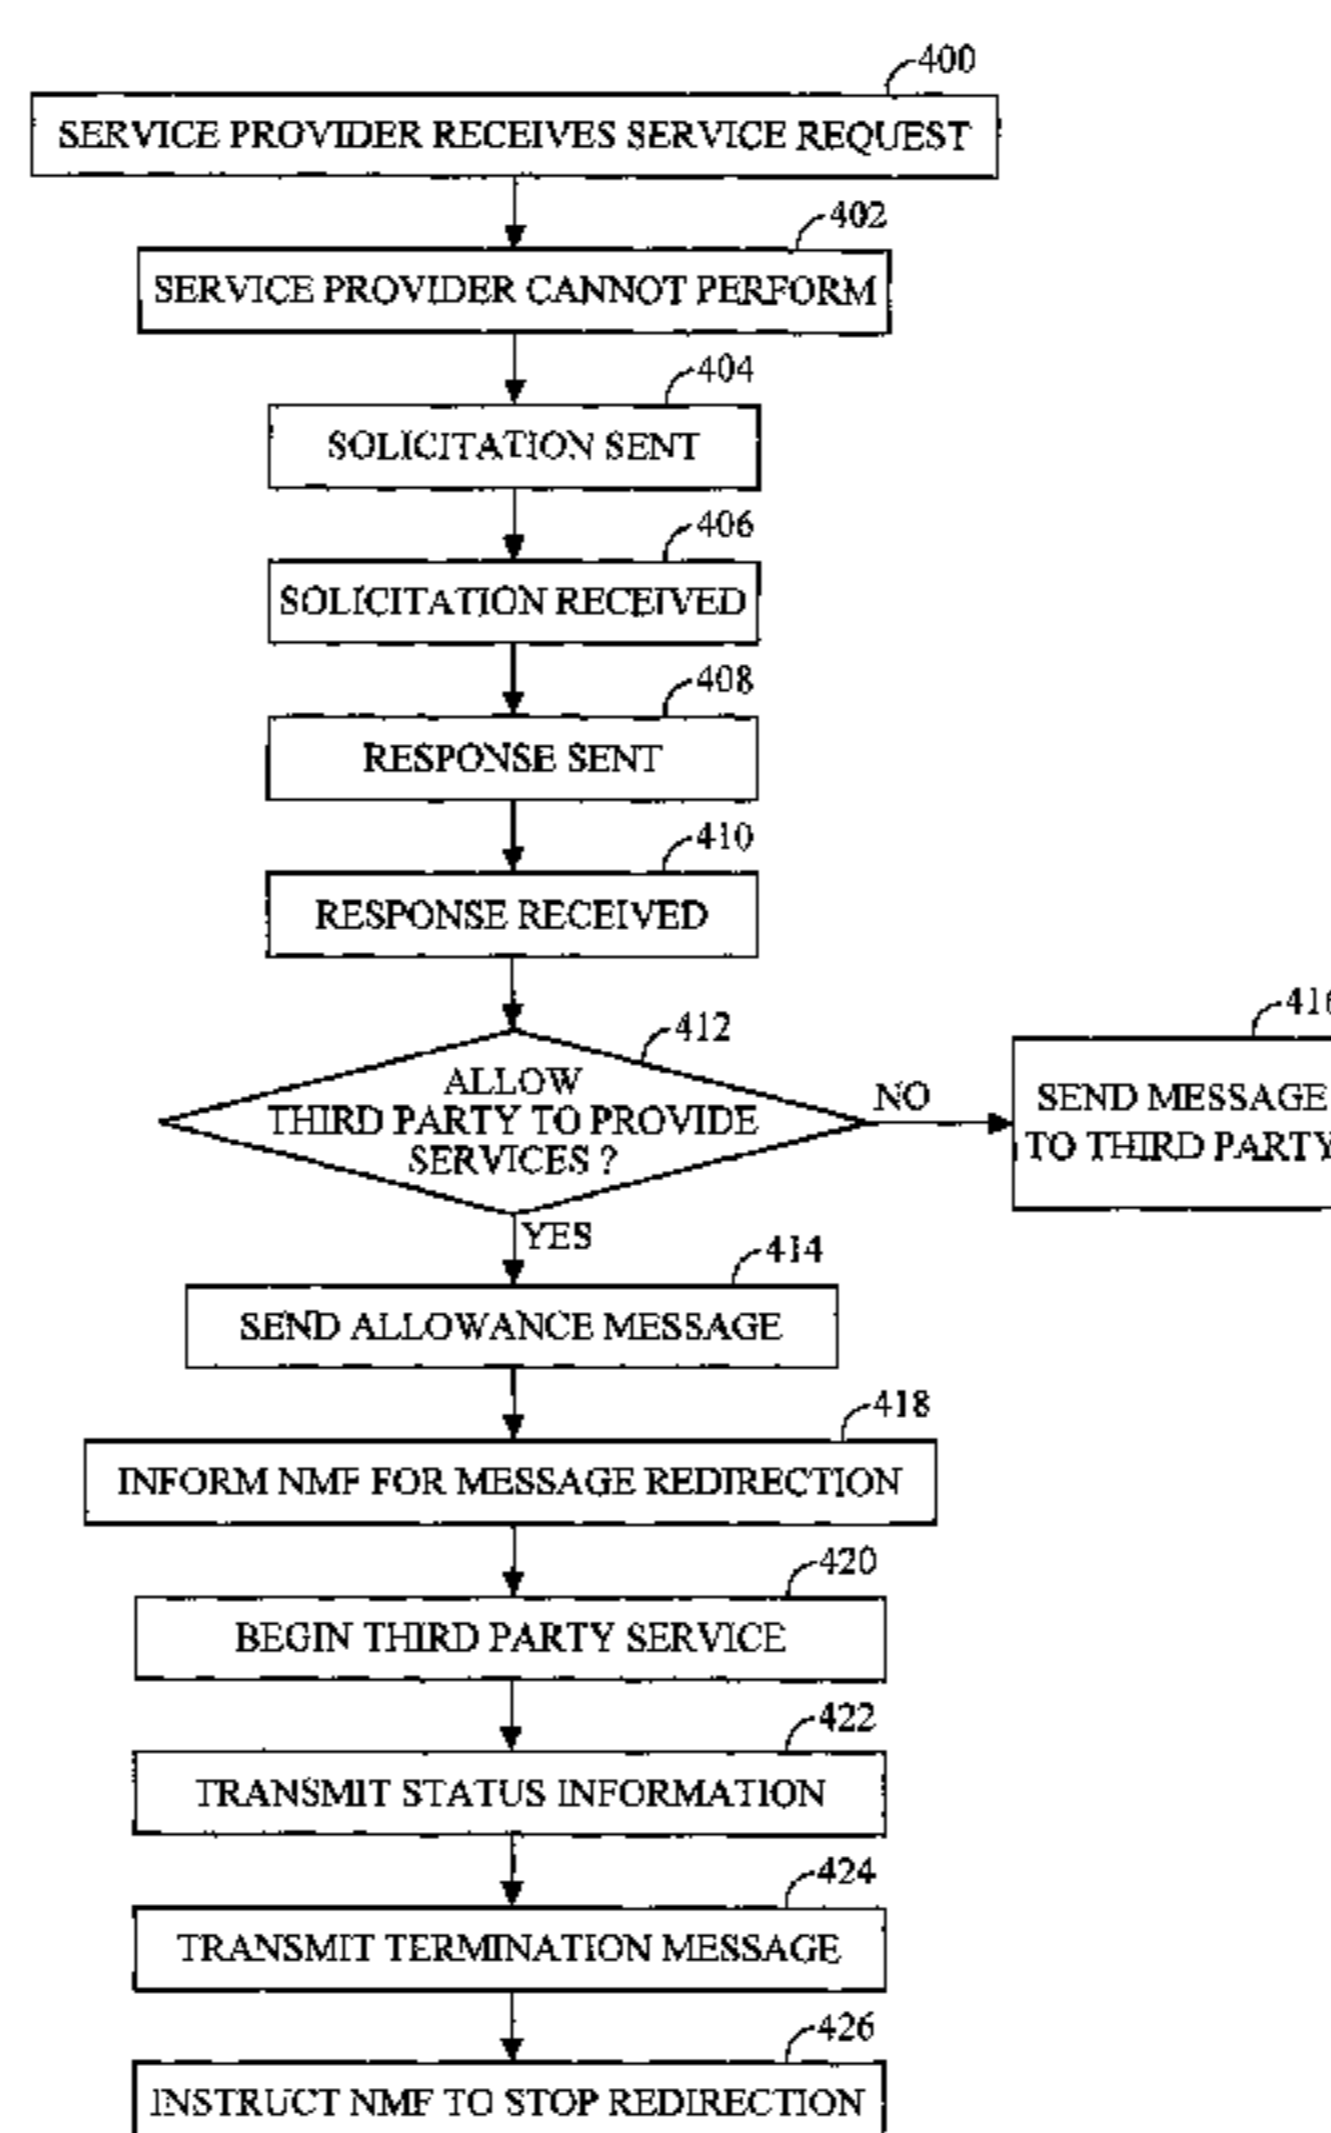 400
SERVICE PROVIDER RECEIVES SERVICE REQUEST
402
SERVICE PROVIDER CANNOT PERFORM
404
SOLICITATION SENT
406
SOLICITATION RECEIVED
408
RESPONSE SENT
410
RESPONSE RECEIVED
412
ALLOW
THIRD PARTY TO PROVIDE
SERVICES ?
NO
416
SEND MESSAGE
TO THIRD PARTY
YES
414
SEND ALLOWANCE MESSAGE
418
INFORM NMF FOR MESSAGE REDIRECTION
420
BEGIN THIRD PARTY SERVICE
422
TRANSMIT STATUS INFORMATION
424
TRANSMIT TERMINATION MESSAGE
426
INSTRUCT NMF TO STOP REDIRECTION